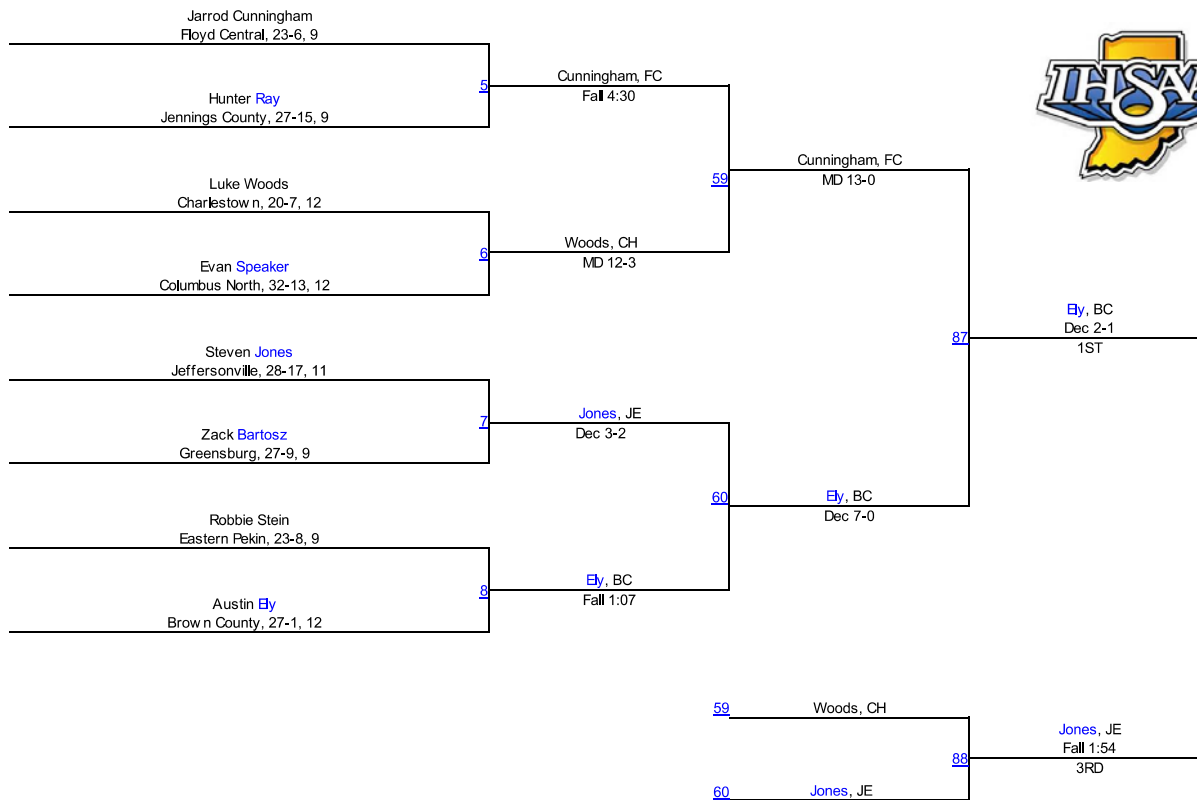 Jarrod Cunningham
Floyd Central, 23-6, 9
5
Cunningham, FC
Fall 4:30
Hunter Ray
Jennings County, 27-15, 9
IHSAA
59
Cunningham, FC
MD 13-0
Luke Woods
Charlestown, 20-7, 12
6
Woods, CH
MD 12-3
Evan Speaker
Columbus North, 32-13, 12
87
Ely, BC
Dec 2-1
1ST
Steven Jones
Jeffersonville, 28-17, 11
7
Jones, JE
Dec 3-2
Zack Bartosz
Greensburg, 27-9, 9
60
Ely, BC
Dec 7-0
Robbie Stein
Eastern Pekin, 23-8, 9
8
Ely, BC
Fall 1:07
Austin Ely
Brown County, 27-1, 12
59
Woods, CH
88
Jones, JE
Fall 1:54
3RD
60
Jones, JE